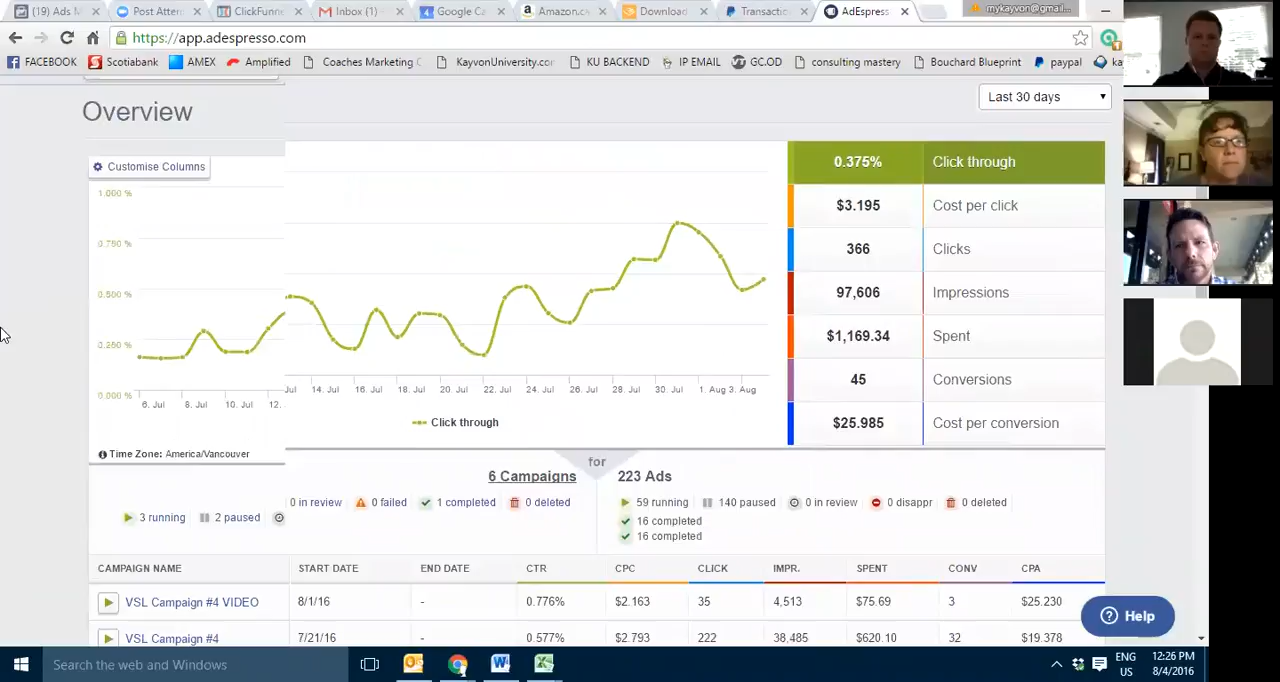 (19) Ads M
Post Atter
ClickFunne
Inbox (1)
Google Ca
Amazon.c
Download
Transactio
AdEspress
mykayvon@gmail...
https://app.adespresso.com
FACEBOOK Scotiabank AMEX Amplified Coaches Marketing C KayvonUniversity.cor KU BACKEND IP EMAIL GC.OD consulting mastery Bouchard Blueprint paypal ka
Overview
Last 30 days
Customise Columns
1.000 %
0.750 %
0.500 %
0.250 %
0.000 %
6. Jul 8. Jul 10. Jul 12. Jul 14. Jul 16. Jul 18. Jul 20. Jul 22. Jul 24. Jul 26. Jul 28. Jul 30. Jul 1. Aug 3. Aug
Click through
Time Zone: America/Vancouver
0.375% Click through
$3.195 Cost per click
366 Clicks
97,606 Impressions
$1,169.34 Spent
45 Conversions
$25.985 Cost per conversion
6 Campaigns for 223 Ads
3 running 2 paused 0 in review 0 failed 1 completed 0 deleted
59 running 140 paused 0 in review 0 disappr 0 deleted
16 completed
16 completed
CAMPAIGN NAME START DATE END DATE CTR CPC CLICK IMPR. SPENT CONV CPA
VSL Campaign #4 VIDEO 8/1/16 - 0.776% $2.163 35 4,513 $75.69 3 $25.230
VSL Campaign #4 7/21/16 - 0.577% $2.793 222 38,485 $620.10 32 $19.378
Help
Search the web and Windows
ENG
US
12:26 PM
8/4/2016